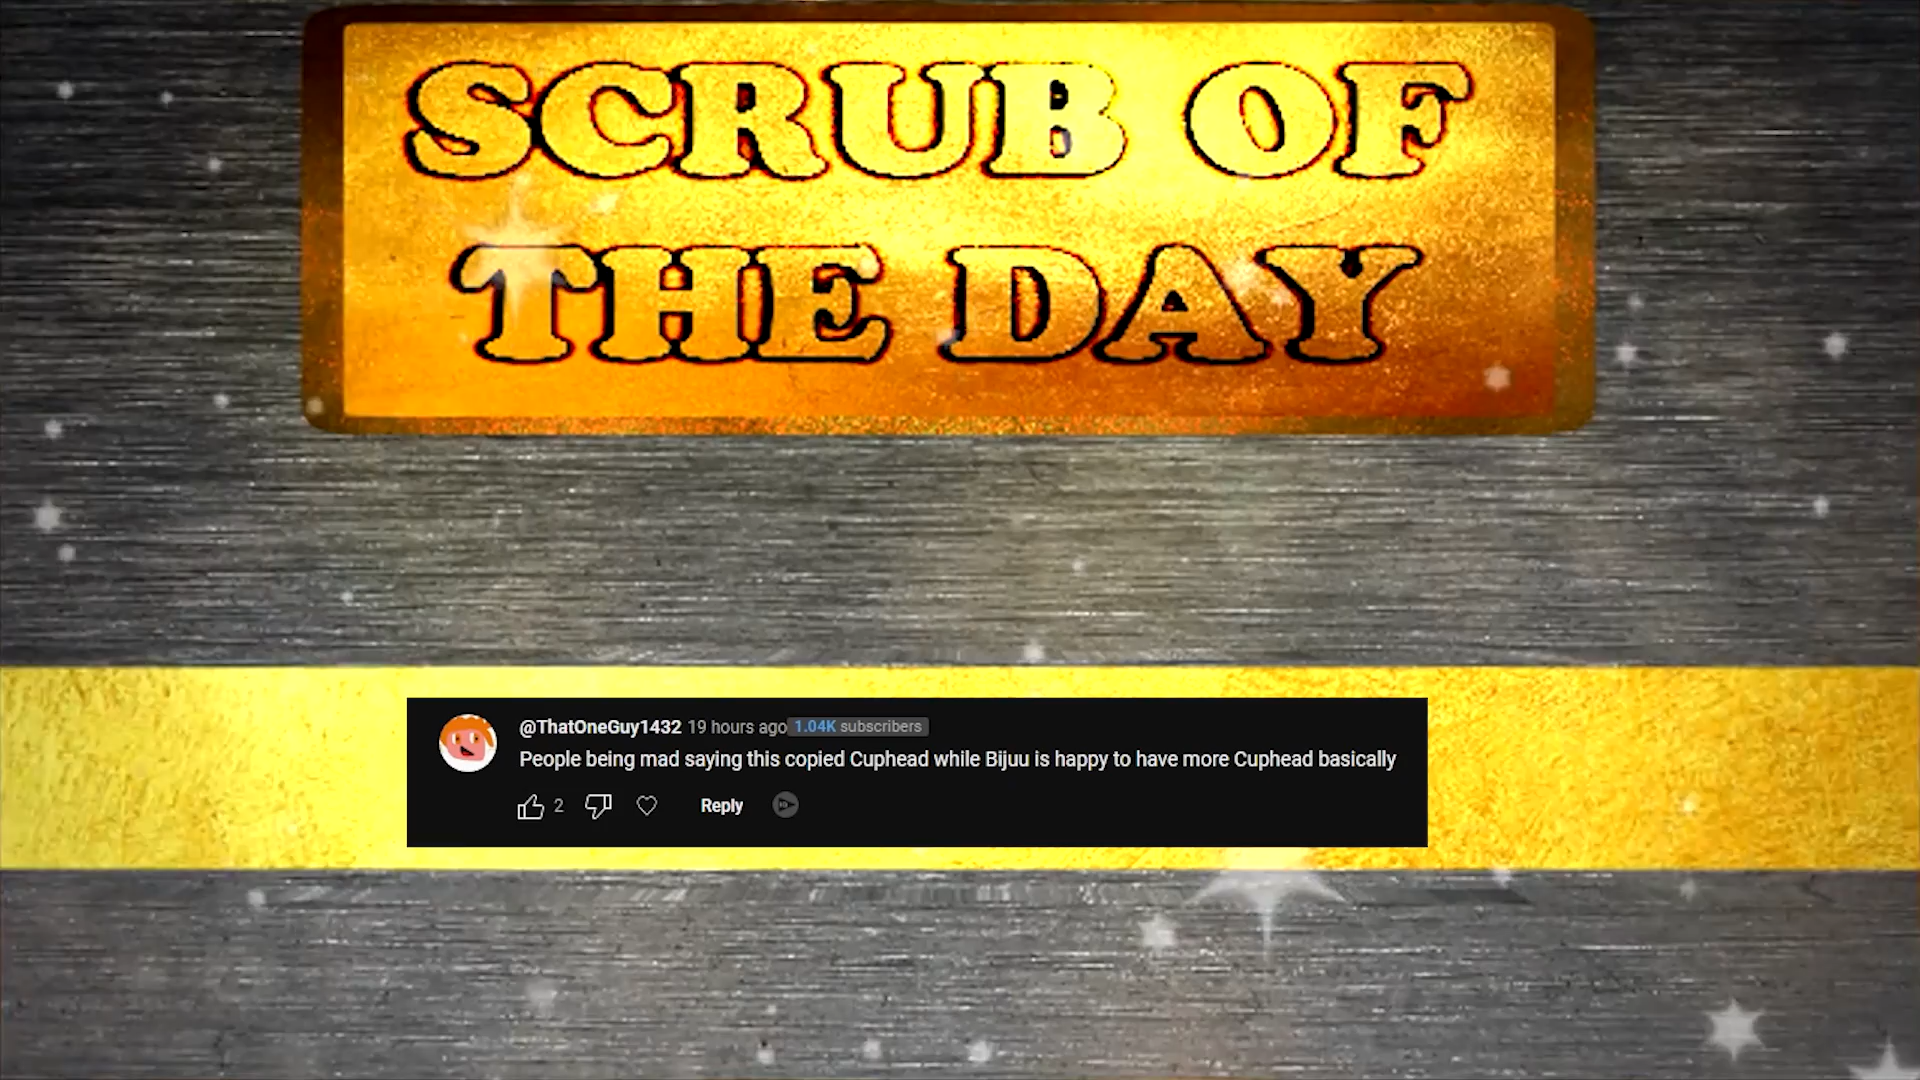 SCRUB OF
THE DAY
@ThatOneGuy1432 19 hours ago 1.04K subscribers
People being mad saying this copied Cuphead while Bijuu is happy to have more Cuphead basically
2 Reply